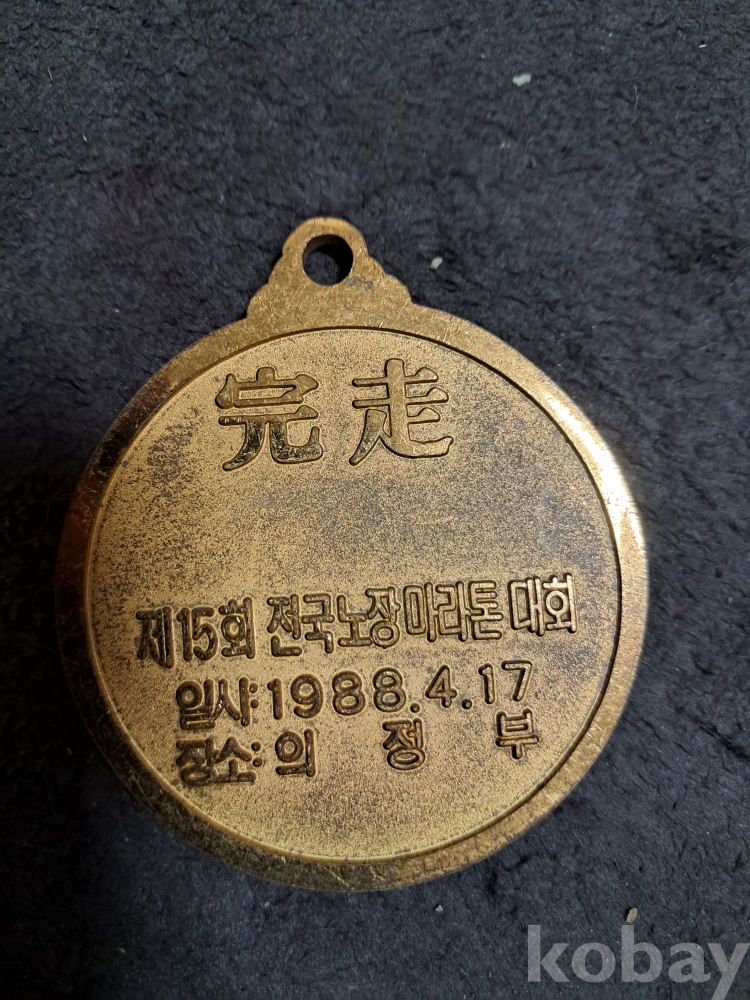 完走
제15회 전국노장마라톤대회
일시:1988.4.17
장소:의 정 부
kobay